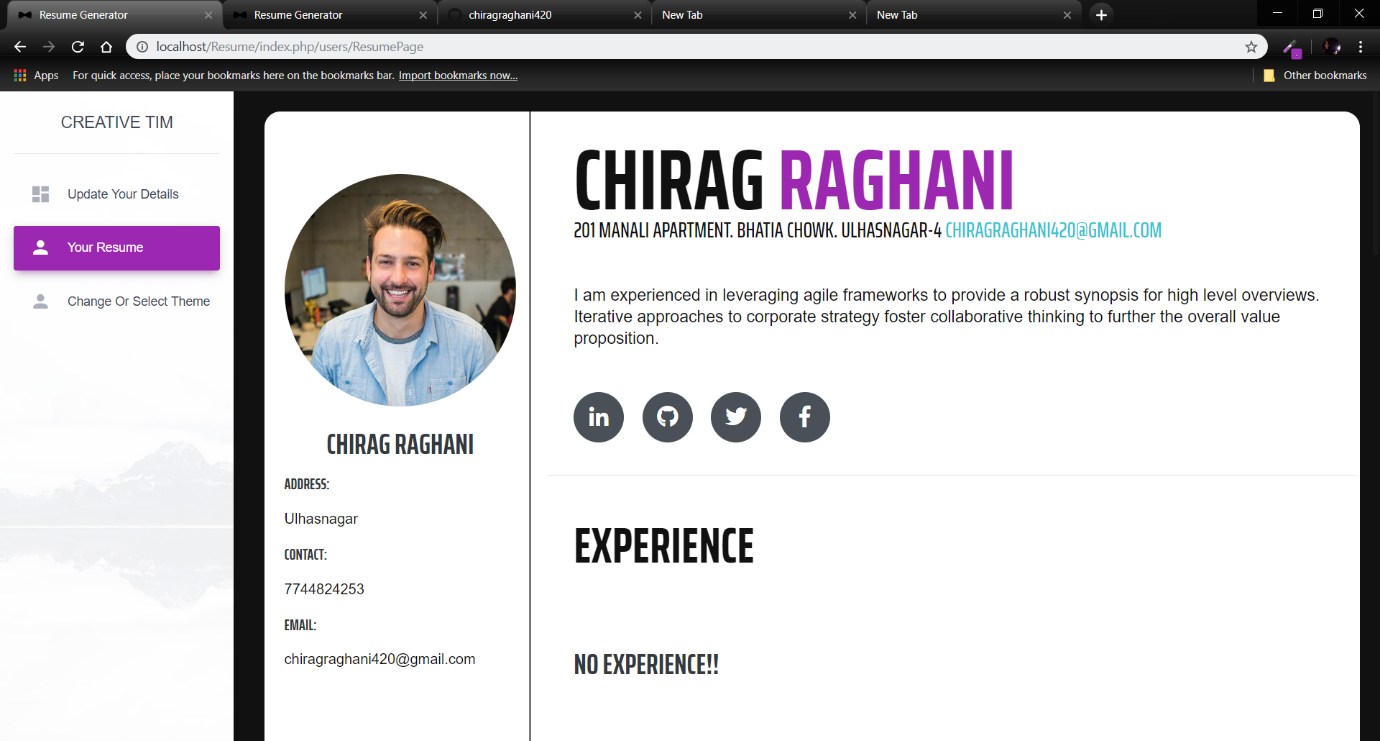 Resume Generator
Resume Generator
chiragraghani420
New Tab
New Tab
localhost/Resume/index.php/users/ResumePage
Apps
For quick access, place your bookmarks here on the bookmarks bar. Import bookmarks now...
Other bookmarks
CREATIVE TIM
Update Your Details
Your Resume
Change Or Select Theme
CHIRAG RAGHANI
ADDRESS:
Ulhasnagar
CONTACT:
7744824253
EMAIL:
chiragraghani420@gmail.com
CHIRAG RAGHANI
201 MANALI APARTMENT. BHATIA CHOWK. ULHASNAGAR-4 CHIRAGRAGHANI420@GMAIL.COM
I am experienced in leveraging agile frameworks to provide a robust synopsis for high level overviews.
Iterative approaches to corporate strategy foster collaborative thinking to further the overall value
proposition.
EXPERIENCE
NO EXPERIENCE!!